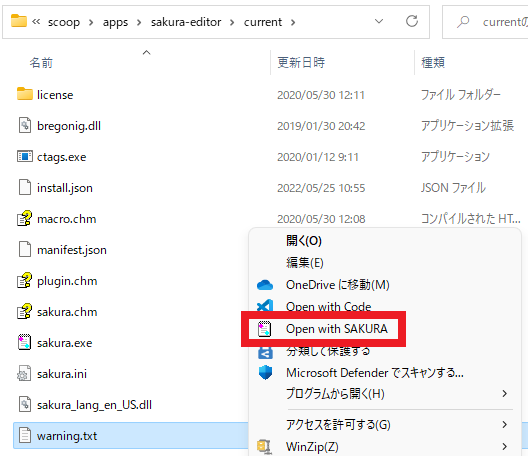 « scoop > apps > sakura-editor > current >
currentの
名前 更新日時 種類
license 2020/05/30 12:11 ファイル フォルダー
bregonig.dll 2019/01/30 20:42 アプリケーション拡張
ctags.exe 2020/01/12 9:11 アプリケーション
install.json 2022/05/25 10:55 JSON ファイル
macro.chm 2020/05/30 12:08 コンパイルされた HT...
manifest.json
plugin.chm
sakura.chm
sakura.exe
sakura.ini
sakura_lang_en_US.dll
warning.txt
開く(O)
編集(E)
OneDrive に移動(M)
Open with Code
Open with SAKURA
分類して保護する
Microsoft Defender でスキャンする...
プログラムから開く(H)
アクセスを許可する(G)
WinZip(Z)